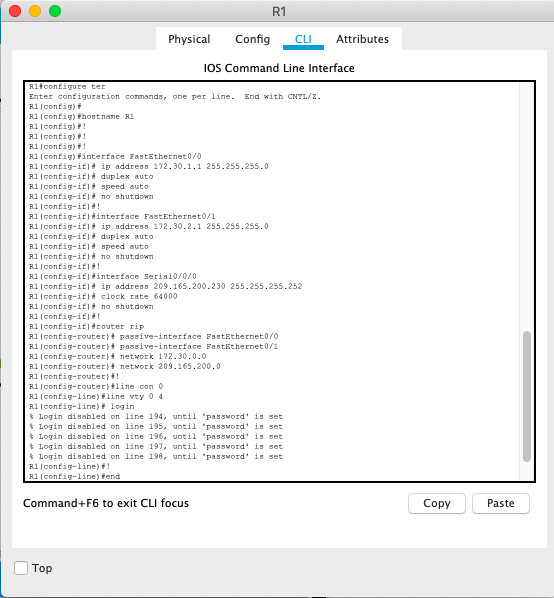 R1
Physical Config CLI Attributes
IOS Command Line Interface
R1#configure ter
Enter configuration commands, one per line.  End with CNTL/Z.
R1(config)#
R1(config)#hostname R1
R1(config)#!
R1(config)#!
R1(config)#!
R1(config)#interface FastEthernet0/0
R1(config-if)# ip address 172.30.1.1 255.255.255.0
R1(config-if)# duplex auto
R1(config-if)# speed auto
R1(config-if)# no shutdown
R1(config-if)#!
R1(config-if)#interface FastEthernet0/1
R1(config-if)# ip address 172.30.2.1 255.255.255.0
R1(config-if)# duplex auto
R1(config-if)# speed auto
R1(config-if)# no shutdown
R1(config-if)#!
R1(config-if)#interface Serial0/0/0
R1(config-if)# ip address 209.165.200.230 255.255.255.252
R1(config-if)# clock rate 64000
R1(config-if)# no shutdown
R1(config-if)#!
R1(config-if)#router rip
R1(config-router)# passive-interface FastEthernet0/0
R1(config-router)# passive-interface FastEthernet0/1
R1(config-router)# network 172.30.0.0
R1(config-router)# network 209.165.200.0
R1(config-router)#!
R1(config-router)#line con 0
R1(config-line)#line vty 0 4
R1(config-line)# login
% Login disabled on line 194, until 'password' is set
% Login disabled on line 195, until 'password' is set
% Login disabled on line 196, until 'password' is set
% Login disabled on line 197, until 'password' is set
% Login disabled on line 198, until 'password' is set
R1(config-line)#!
R1(config-line)#end
Command+F6 to exit CLI focus
Copy Paste
Top